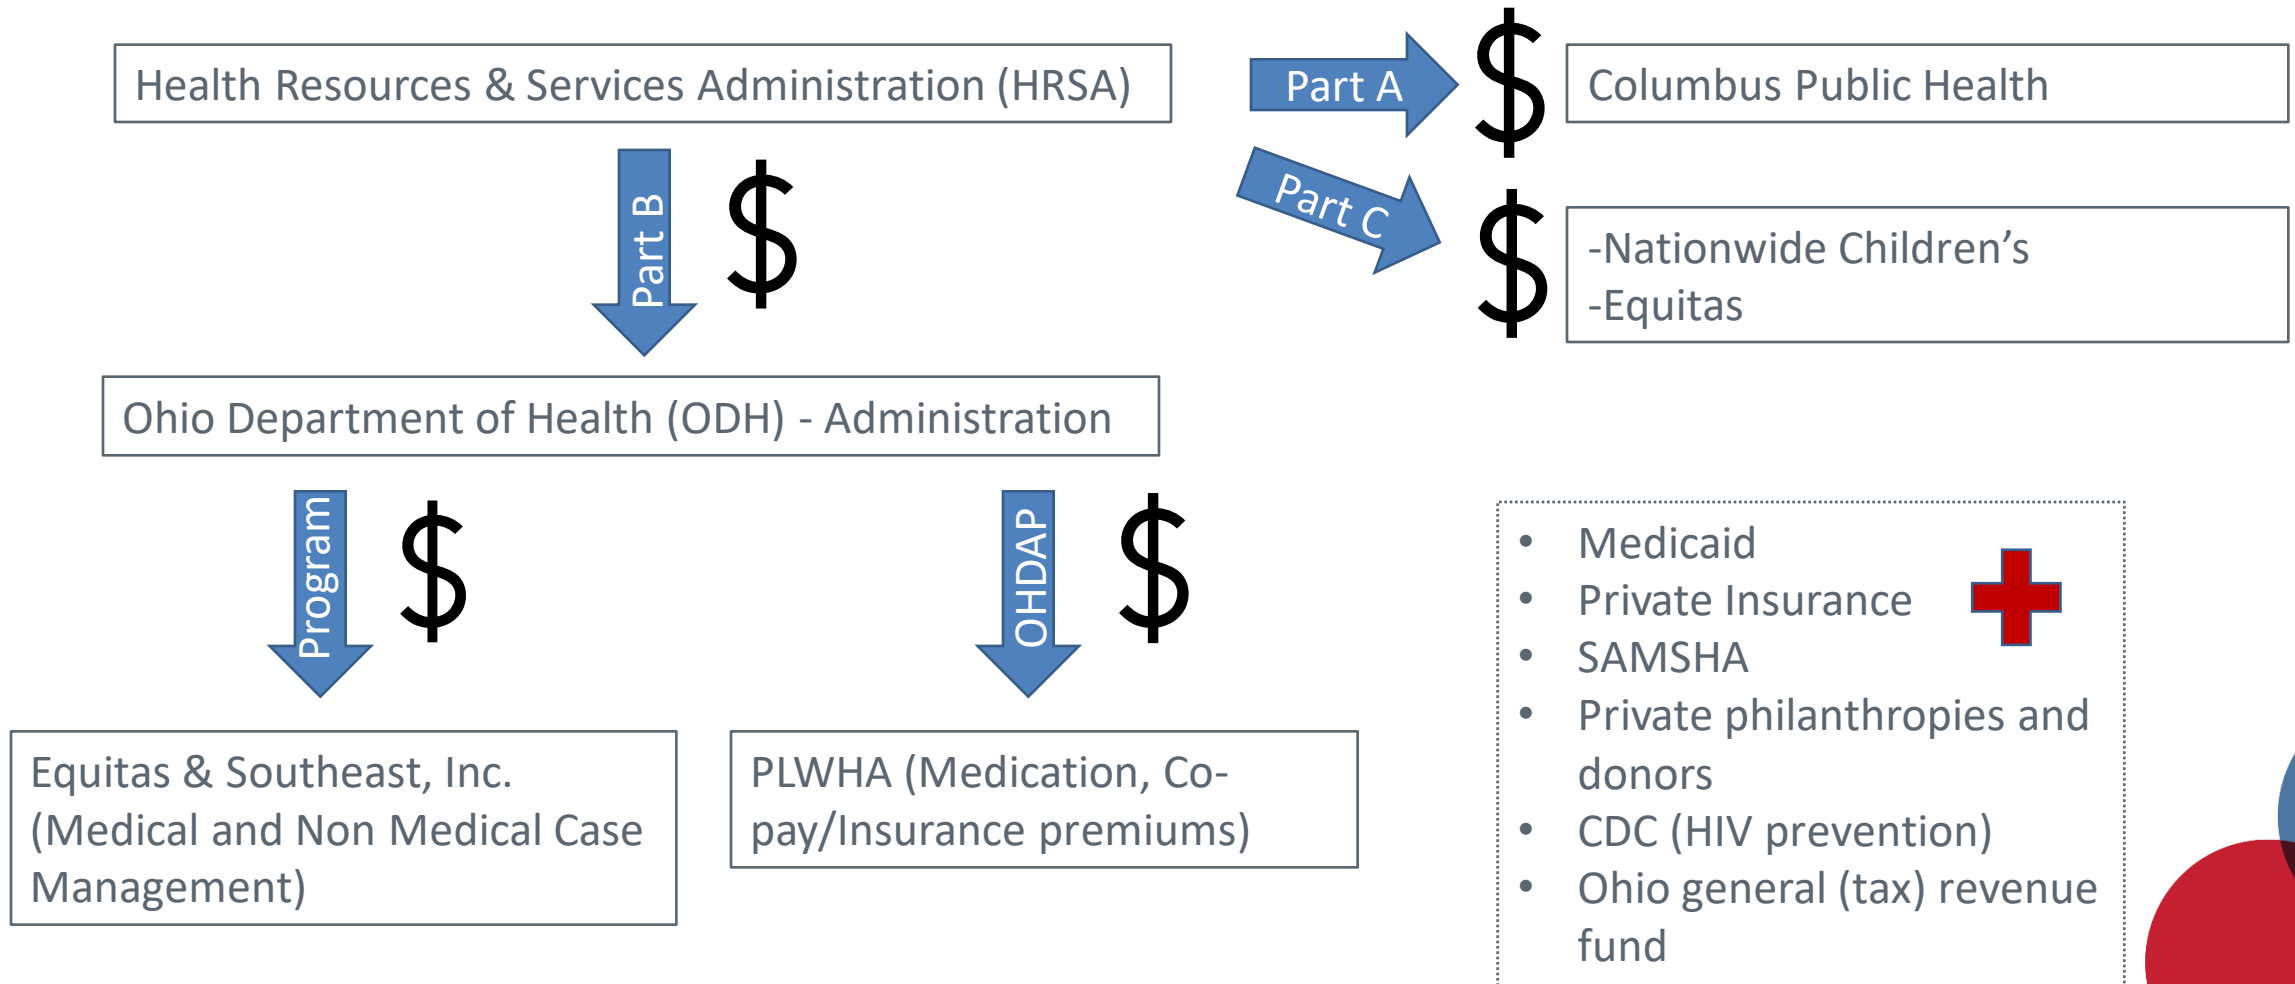 Health Resources & Services Administration (HRSA)
Part A
$
Columbus Public Health
Part B
$
Part C
$
-Nationwide Children’s
-Equitas
Ohio Department of Health (ODH) - Administration
Program
$
OHDAP
$
Equitas & Southeast, Inc.
(Medical and Non Medical Case
Management)
PLWHA (Medication, Co-
pay/Insurance premiums)
• Medicaid
• Private Insurance
• SAMSHA
• Private philanthropies and
donors
• CDC (HIV prevention)
• Ohio general (tax) revenue
fund